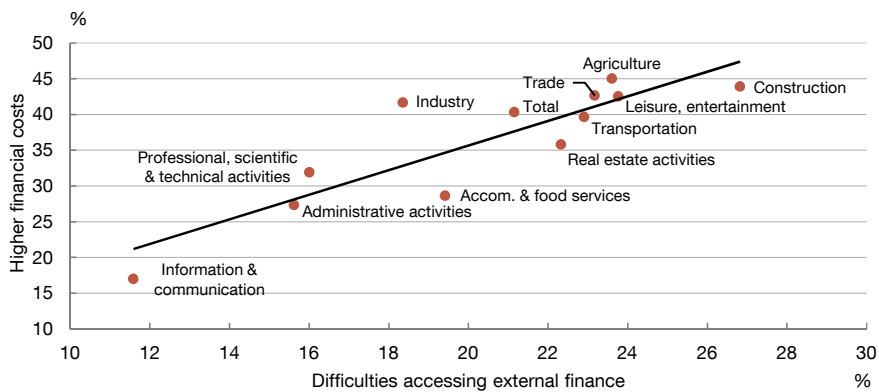 %
50
45
40
35
30
25
20
15
10
Higher financial costs
Agriculture
Trade
Construction
Industry
Total
Leisure, entertainment
Transportation
Professional, scientific
& technical activities
Real estate activities
Accom. & food services
Administrative activities
Information &
communication
10 12 14 16 18 20 22 24 26 28 30
Difficulties accessing external finance
%